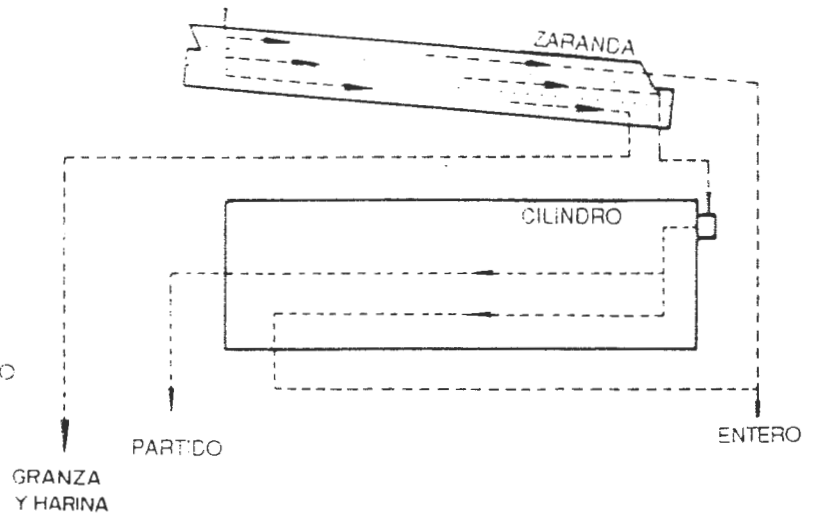 ZARANDA
CILINDRO
O
PARTIDO
ENTERO
GRANZA
Y HARINA